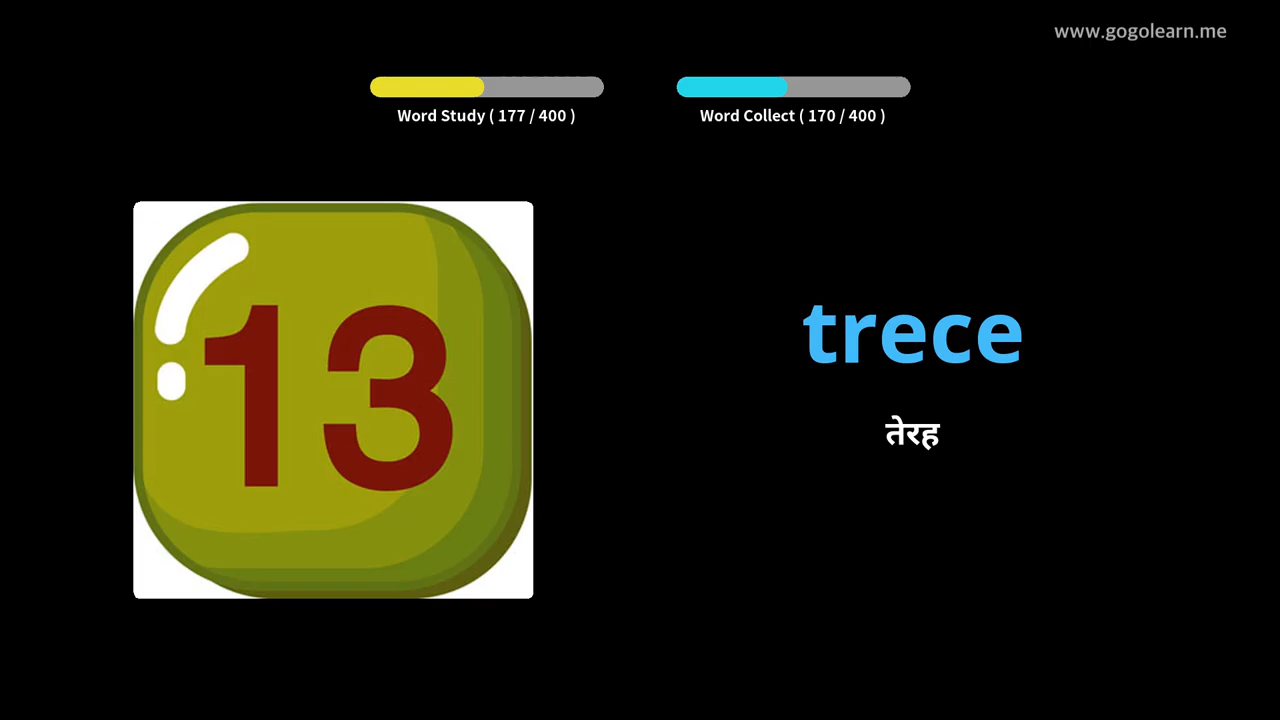 www.gogolearn.me
Word Study ( 177 / 400 )
Word Collect ( 170 / 400 )
13
trece
तेरह